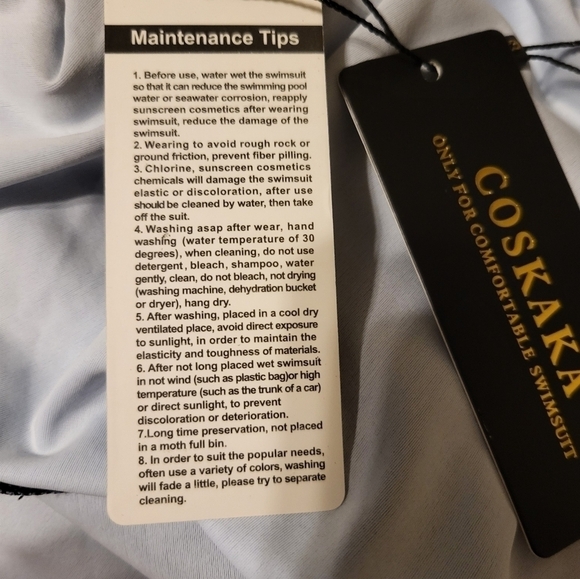 Maintenance Tips
1. Before use, water wet the swimsuit
so that it can reduce the swimming pool
water or seawater corrosion, reapply
sunscreen cosmetics after wearing
swimsuit, reduce the damage of the
swimsuit.
2. Wearing to avoid rough rock or
ground friction, prevent fiber pilling.
3. Chlorine, sunscreen cosmetics
chemicals will damage the swimsuit
elastic or discoloration, after use
should be cleaned by water, then take
off the suit.
4. Washing asap after wear, hand
washing (water temperature of 30
degrees), when cleaning, do not use
detergent, bleach, shampoo, water
gently, clean, do not bleach, not drying
(washing machine, dehydration bucket
or dryer), hang dry.
5. After washing, placed in a cool dry
ventilated place, avoid direct exposure
to sunlight, in order to maintain the
elasticity and toughness of materials.
6. After not long placed wet swimsuit
in not wind (such as plastic bag)or high
temperature (such as the trunk of a car)
or direct sunlight, to prevent
discoloration or deterioration.
7.Long time preservation, not placed
in a moth full bin.
8. In order to suit the popular needs,
often use a variety of colors, washing
will fade a little, please try to separate
cleaning.
COSKAKA
ONLY FOR COMFORTABLE SWIMSUIT